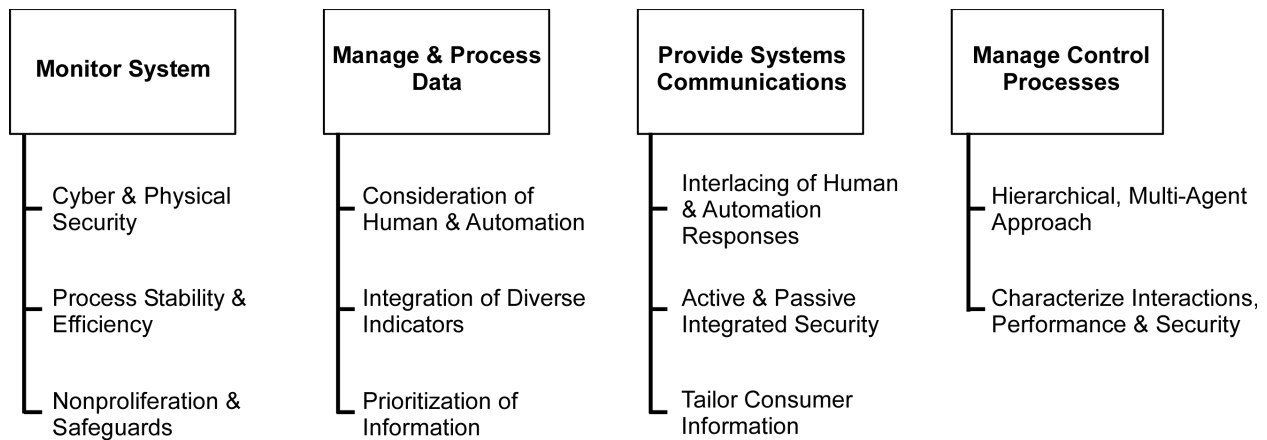 Monitor System
Cyber & Physical
Security
Process Stability &
Efficiency
Nonproliferation &
Safeguards
Manage & Process
Data
Consideration of
Human & Automation
Integration of Diverse
Indicators
Prioritization of
Information
Provide Systems
Communications
Interlacing of Human
& Automation
Responses
Active & Passive
Integrated Security
Tailor Consumer
Information
Manage Control
Processes
Hierarchical, Multi-Agent
Approach
Characterize Interactions,
Performance & Security